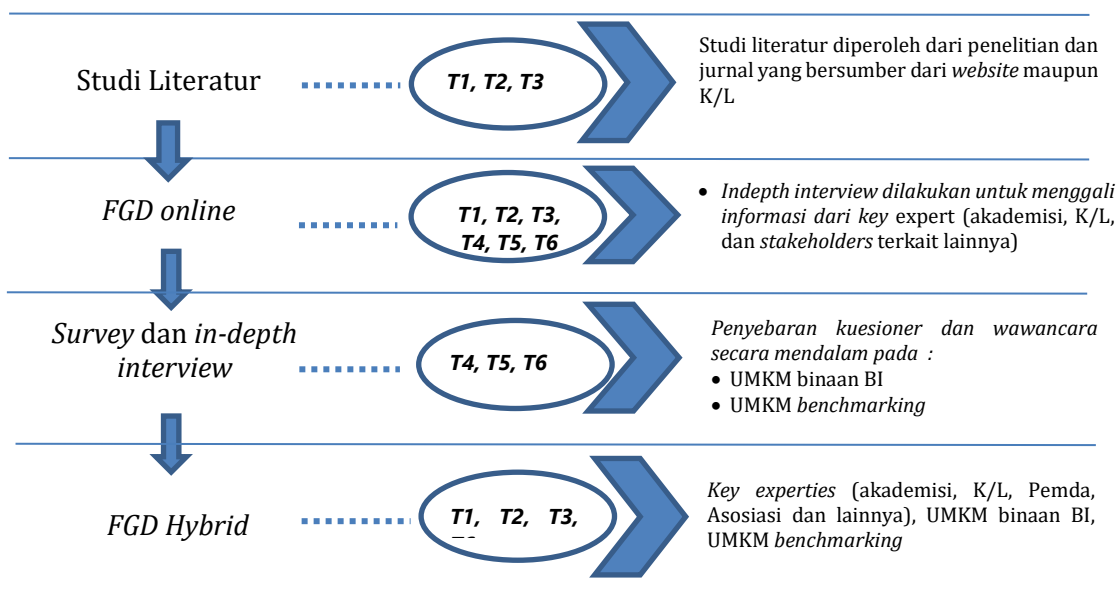 Studi Literatur
T1, T2, T3
Studi literatur diperoleh dari penelitian dan
jurnal yang bersumber dari website maupun
K/L
FGD online
T1, T2, T3,
T4, T5, T6
• Indepth interview dilakukan untuk menggali
informasi dari key expert (akademisi, K/L,
dan stakeholders terkait lainnya)
Survey dan in-depth
interview
T4, T5, T6
Penyebaran kuesioner dan wawancara
secara mendalam pada :
• UMKM binaan BI
• UMKM benchmarking
FGD Hybrid
T1, T2, T3,
Key experties (akademisi, K/L, Pemda,
Asosiasi dan lainnya), UMKM binaan BI,
UMKM benchmarking